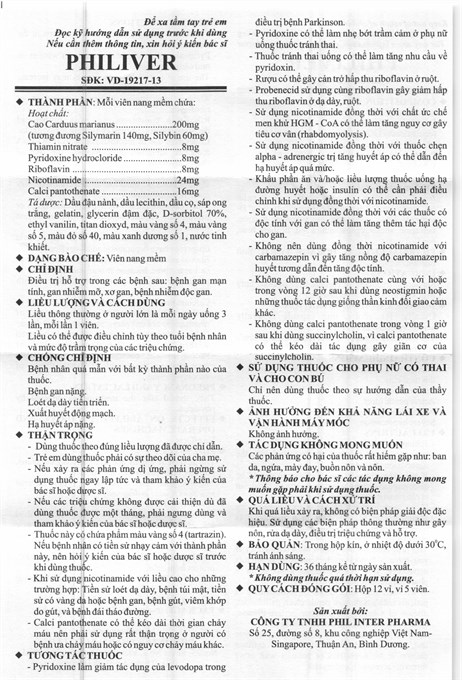 Để xa tầm tay trẻ em
Đọc kỹ hướng dẫn sử dụng trước khi dùng
Nếu cần thêm thông tin, xin hỏi ý kiến bác sĩ
PHILIVER
SĐK: VD-19217-13
❖ THÀNH PHẦN: Mỗi viên nang mềm chứa:
Hoạt chất:
Cao Carduus marianus ....................200mg
(tương đương Silymarin 140mg, Silybin 60mg)
Thiamin nitrate ....................8mg
Pyridoxine hydrocloride ....................8mg
Riboflavin ....................8mg
Nicotinamide ....................24mg
Calci pantothenate ....................16mg
Tá dược: Dầu đậu nành, dầu lecithin, dầu cọ, sáp ong
trắng, gelatin, glycerin đậm đặc, D-sorbitol 70%,
ethyl vanilin, titan dioxyd, màu vàng số 4, màu vàng
số 5, màu đỏ số 40, màu xanh dương số 1, nước tinh
khiết.
❖ DẠNG BÀO CHẾ: Viên nang mềm
❖ CHỈ ĐỊNH
Điều trị hỗ trợ trong các bệnh sau: bệnh gan mạn
tính, gan nhiễm mỡ, xơ gan, bệnh nhiễm độc gan.
❖ LIỀU LƯỢNG VÀ CÁCH DÙNG
Liều thông thường ở người lớn là mỗi ngày uống 3
lần, mỗi lần 1 viên.
Liều có thể được điều chỉnh tùy theo tuổi bệnh nhân
và mức độ trầm trọng của các triệu chứng.
❖ CHỐNG CHỈ ĐỊNH
Bệnh nhân quá mẫn với bất kỳ thành phần nào của
thuốc.
Bệnh gan nặng.
Loét dạ dày tiến triển.
Xuất huyết động mạch.
Hạ huyết áp nặng.
❖ THẬN TRỌNG
- Dùng thuốc theo đúng liều lượng đã được chỉ dẫn.
- Trẻ em dùng thuốc phải có sự theo dõi của cha mẹ.
- Nếu xảy ra các phản ứng dị ứng, phải ngưng sử
dụng thuốc ngay lập tức và tham khảo ý kiến của
bác sĩ hoặc dược sĩ.
- Nếu các triệu chứng không được cải thiện dù đã
dùng thuốc được một tháng, phải ngưng dùng và
tham khảo ý kiến của bác sĩ hoặc dược sĩ.
- Thuốc này có chứa phẩm màu vàng số 4 (tartrazin).
Nếu bệnh nhân có tiền sử nhạy cảm với thành phần
này, nên hỏi ý kiến của bác sĩ hoặc dược sĩ trước
khi dùng thuốc.
- Khi sử dụng nicotinamide với liều cao cho những
trường hợp: Tiền sử loét dạ dày, bệnh túi mật, tiền
sử có vàng da hoặc bệnh gan, bệnh gút, viêm khớp
do gút, và bệnh đái tháo đường.
- Calci pantothenate có thể kéo dài thời gian chảy
máu nên phải sử dụng rất thận trọng ở người có
bệnh ưa chảy máu hoặc có nguy cơ chảy máu khác.
❖ TƯƠNG TÁC THUỐC
- Pyridoxine làm giảm tác dụng của levodopa trong
điều trị bệnh Parkinson.
- Pyridoxine có thể làm nhẹ bớt trầm cảm ở phụ nữ
uống thuốc tránh thai.
- Thuốc tránh thai uống có thể làm tăng nhu cầu về
pyridoxin.
- Rượu có thể gây cản trở hấp thu riboflavin ở ruột.
- Probenecid sử dụng cùng riboflavin gây giảm hấp
thu riboflavin ở dạ dày, ruột.
- Sử dụng nicotinamide đồng thời với chất ức chế
men khử HGM - CoA có thể làm tăng nguy cơ gây
tiêu cơ vân (rhabdomyolysis).
- Sử dụng nicotinamide đồng thời với thuốc chẹn
alpha - adrenergic trị tăng huyết áp có thể dẫn đến
hạ huyết áp quá mức.
- Khẩu phần ăn và/hoặc liều lượng thuốc uống hạ
đường huyết hoặc insulin có thể cần phải điều
chỉnh khi sử dụng đồng thời với nicotinamide.
- Sử dụng nicotinamide đồng thời với các thuốc có
độc tính với gan có thể làm tăng thêm tác hại độc
cho gan.
- Không nên dùng đồng thời nicotinamide với
carbamazepin vì gây tăng nồng độ carbamazepin
huyết tương dẫn đến tăng độc tính.
- Không dùng calci pantothenate cùng với hoặc
trong vòng 12 giờ sau khi dùng neostigmin hoặc
những thuốc tác dụng giống thần kinh đối giao cảm
khác.
- Không dùng calci pantothenate trong vòng 1 giờ
sau khi dùng succinylcholin, vì calci pantothenate
có thể kéo dài tác dụng gây giãn cơ của
succinylcholin.
❖ SỬ DỤNG THUỐC CHO PHỤ NỮ CÓ THAI
VÀ CHO CON BÚ
Chỉ nên dùng thuốc theo sự hướng dẫn của thầy
thuốc.
❖ ẢNH HƯỞNG ĐẾN KHẢ NĂNG LÁI XE VÀ
VẬN HÀNH MÁY MÓC
Không ảnh hưởng.
❖ TÁC DỤNG KHÔNG MONG MUỐN
Các phản ứng có hại của thuốc rất hiếm gặp như: ban
da, ngứa, mày đay, buồn nôn và nôn.
* Thông báo cho bác sĩ các tác dụng không mong
muốn gặp phải khi sử dụng thuốc.
❖ QUÁ LIỀU VÀ CÁCH XỬ TRÍ
Khi quá liều xảy ra, không có biện pháp giải độc đặc
hiệu. Sử dụng các biện pháp thông thường như gây
nôn, rửa dạ dày, điều trị triệu chứng và hỗ trợ.
❖ BẢO QUẢN: Trong hộp kín, ở nhiệt độ dưới 30°C,
tránh ánh sáng.
❖ HẠN DÙNG: 36 tháng kể từ ngày sản xuất.
* Không dùng thuốc quá thời hạn sử dụng.
❖ QUY CÁCH ĐÓNG GÓI: Hộp 12 vỉ, vỉ 5 viên.
Sản xuất bởi:
CÔNG TY TNHH PHIL INTER PHARMA
Số 25, đường số 8, khu công nghiệp Việt Nam-
Singapore, Thuận An, Bình Dương.